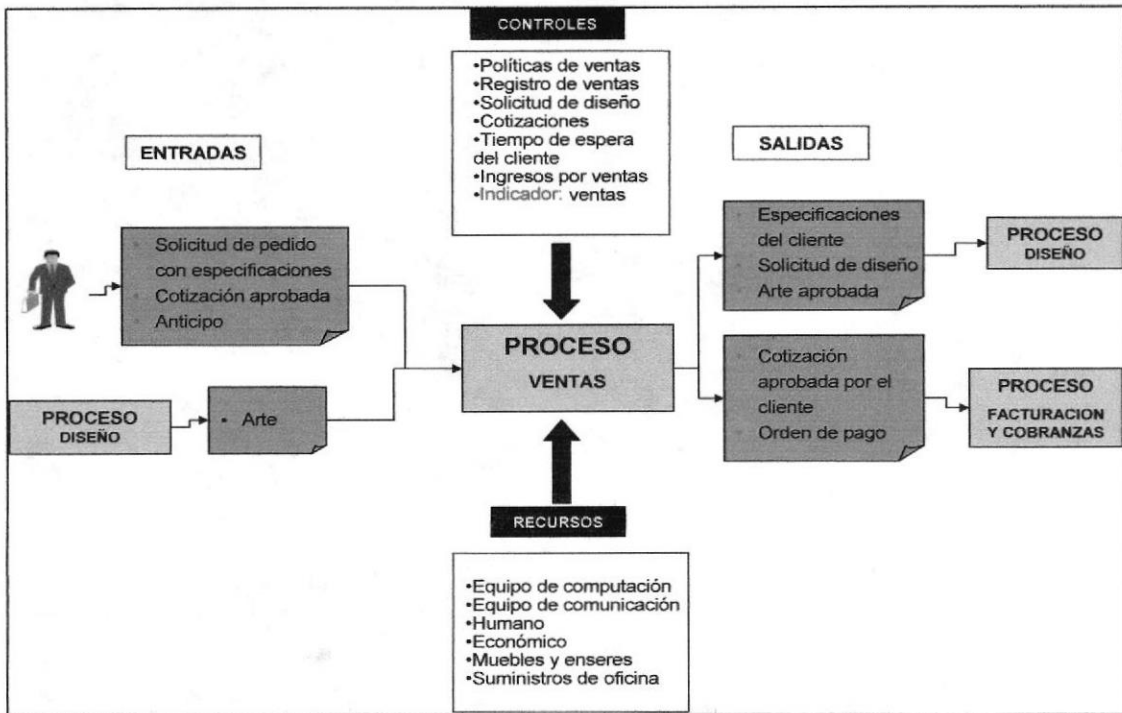 CONTROLES
•Políticas de ventas
•Registro de ventas
•Solicitud de diseño
•Cotizaciones
•Tiempo de espera
del cliente
•Ingresos por ventas
•Indicador: ventas
ENTRADAS
• Solicitud de pedido
con especificaciones
• Cotización aprobada
• Anticipo
PROCESO
DISEÑO
• Arte
PROCESO
VENTAS
SALIDAS
• Especificaciones
del cliente
• Solicitud de diseño
• Arte aprobada
PROCESO
DISEÑO
• Cotización
aprobada por el
cliente
• Orden de pago
PROCESO
FACTURACION
Y COBRANZAS
RECURSOS
•Equipo de computación
•Equipo de comunicación
•Humano
•Económico
•Muebles y enseres
•Suministros de oficina